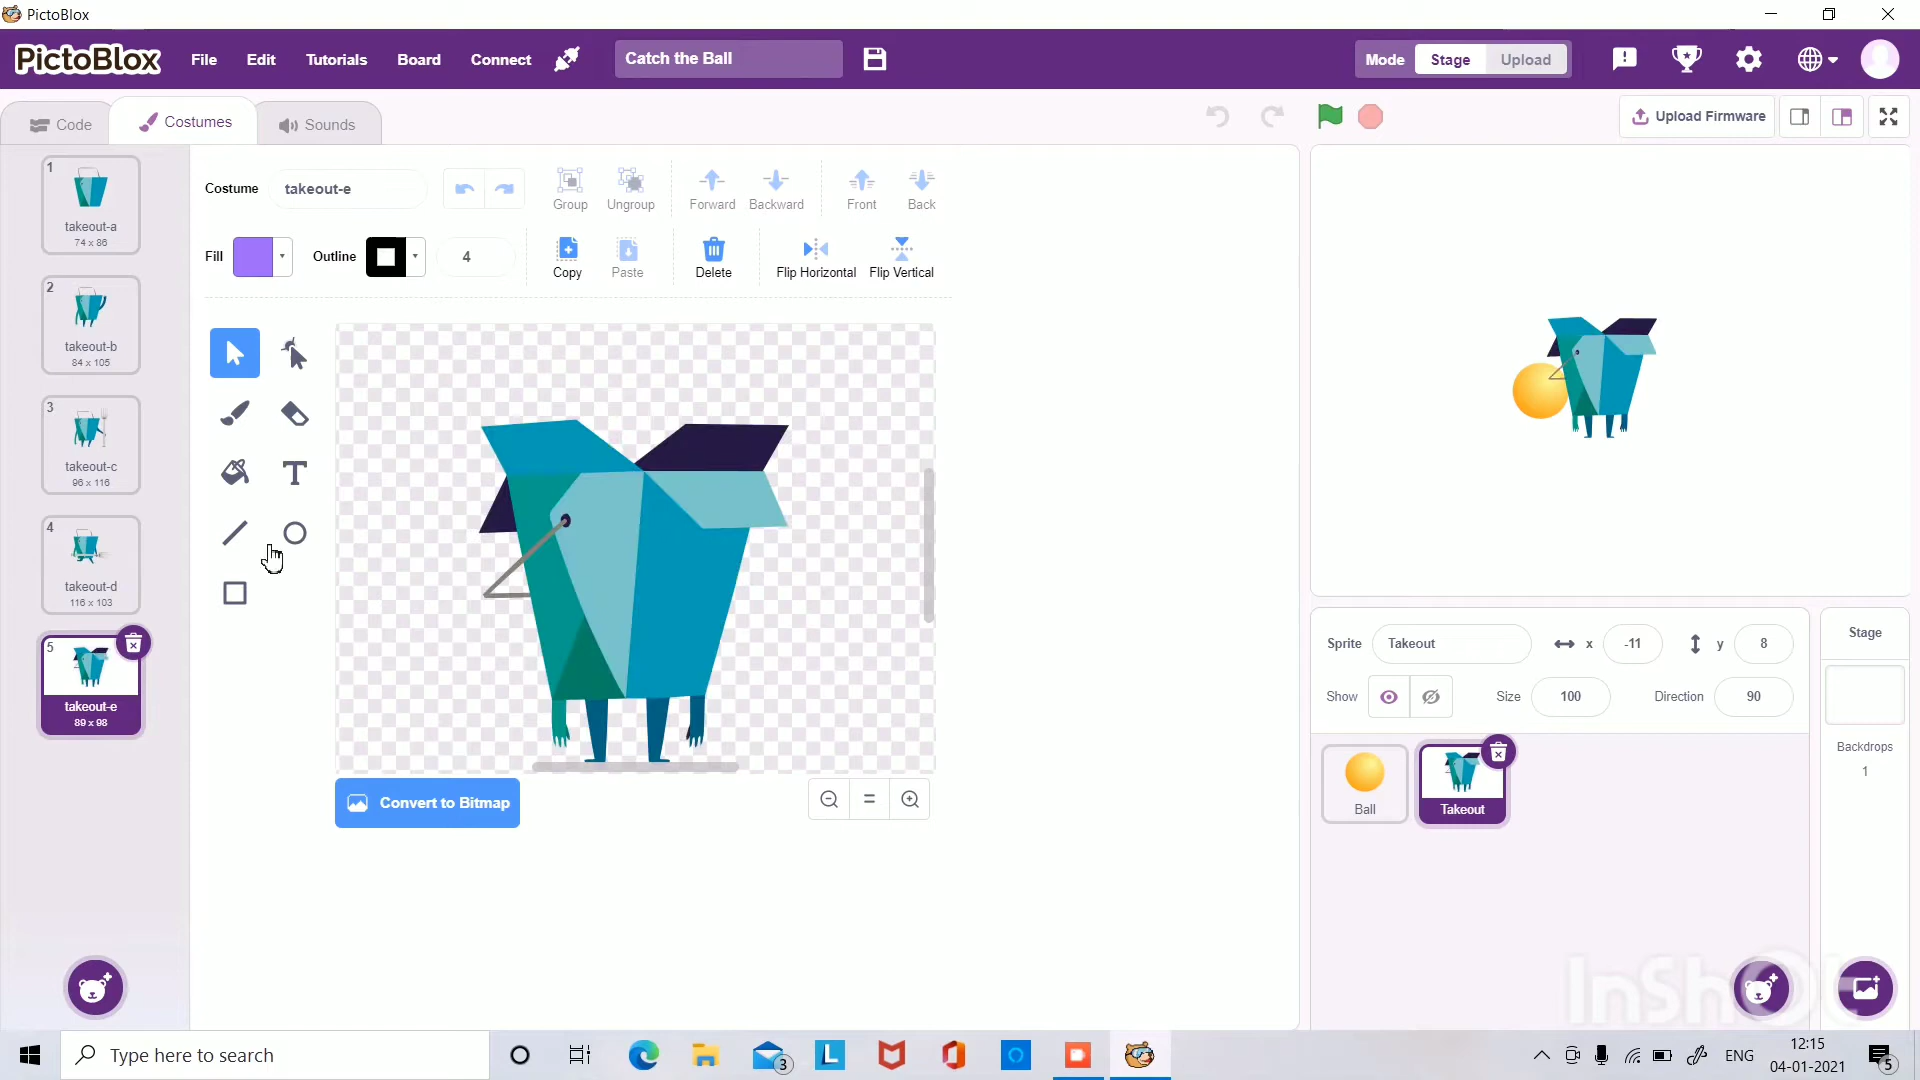 PictoBlox
PictoBlox File Edit Tutorials Board Connect Catch the Ball Mode Stage Upload
Code Costumes Sounds Upload Firmware
1
takeout-a
74 x 86
2
takeout-b
84 x 105
3
takeout-c
96 x 116
4
takeout-d
116 x 103
5
takeout-e
89 x 98
Costume takeout-e Group Ungroup Forward Backward Front Back
Fill Outline 4 Copy Paste Delete Flip Horizontal Flip Vertical
T
Convert to Bitmap
Sprite Takeout x -11 y 8
Show Size 100 Direction 90
Ball Takeout
Stage
Backdrops
1
InShOt
Type here to search
3
L
ENG
12:15
04-01-2021
5